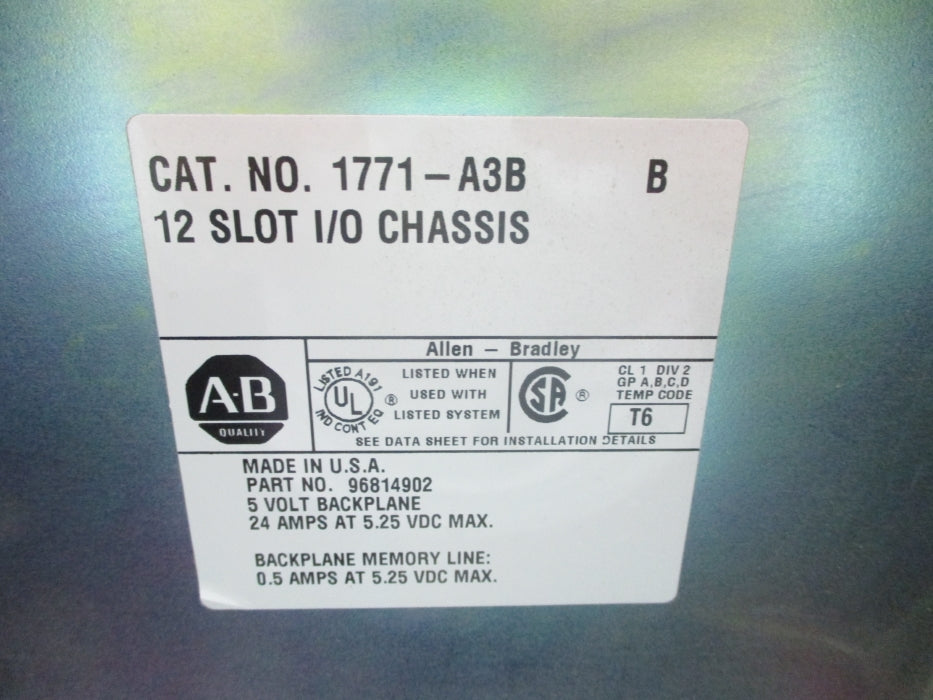 CAT. NO. 1771-A3B B
12 SLOT I/O CHASSIS
Allen - Bradley
A·B
QUALITY
LISTED A191
UL ®
IND CONT EQ
LISTED WHEN
USED WITH
LISTED SYSTEM
SA ®
CL 1 DIV 2
GP A,B,C,D
TEMP CODE
T6
SEE DATA SHEET FOR INSTALLATION DETAILS
MADE IN U.S.A.
PART NO. 96814902
5 VOLT BACKPLANE
24 AMPS AT 5.25 VDC MAX.
BACKPLANE MEMORY LINE:
0.5 AMPS AT 5.25 VDC MAX.